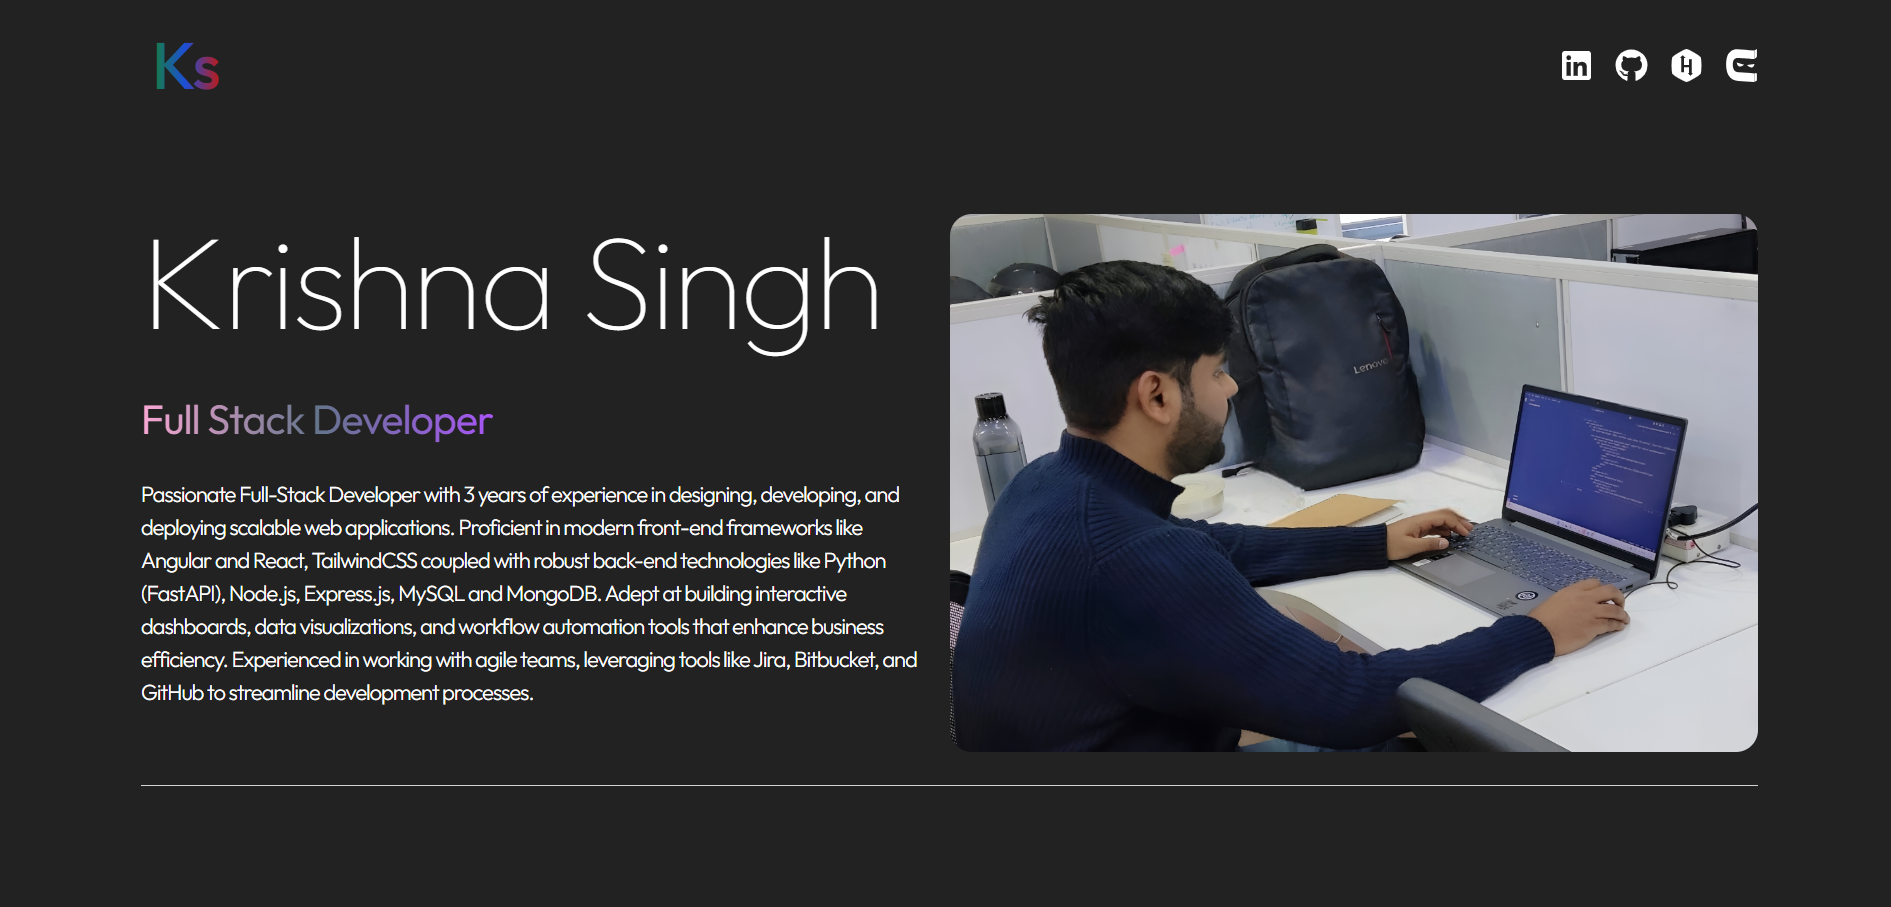 Ks
Krishna Singh
Full Stack Developer
Passionate Full-Stack Developer with 3 years of experience in designing, developing, and
deploying scalable web applications. Proficient in modern front-end frameworks like
Angular and React, TailwindCSS coupled with robust back-end technologies like Python
(FastAPI), Node.js, Express.js, MySQL and MongoDB. Adept at building interactive
dashboards, data visualizations, and workflow automation tools that enhance business
efficiency. Experienced in working with agile teams, leveraging tools like Jira, Bitbucket, and
GitHub to streamline development processes.
in
H
Lenovo